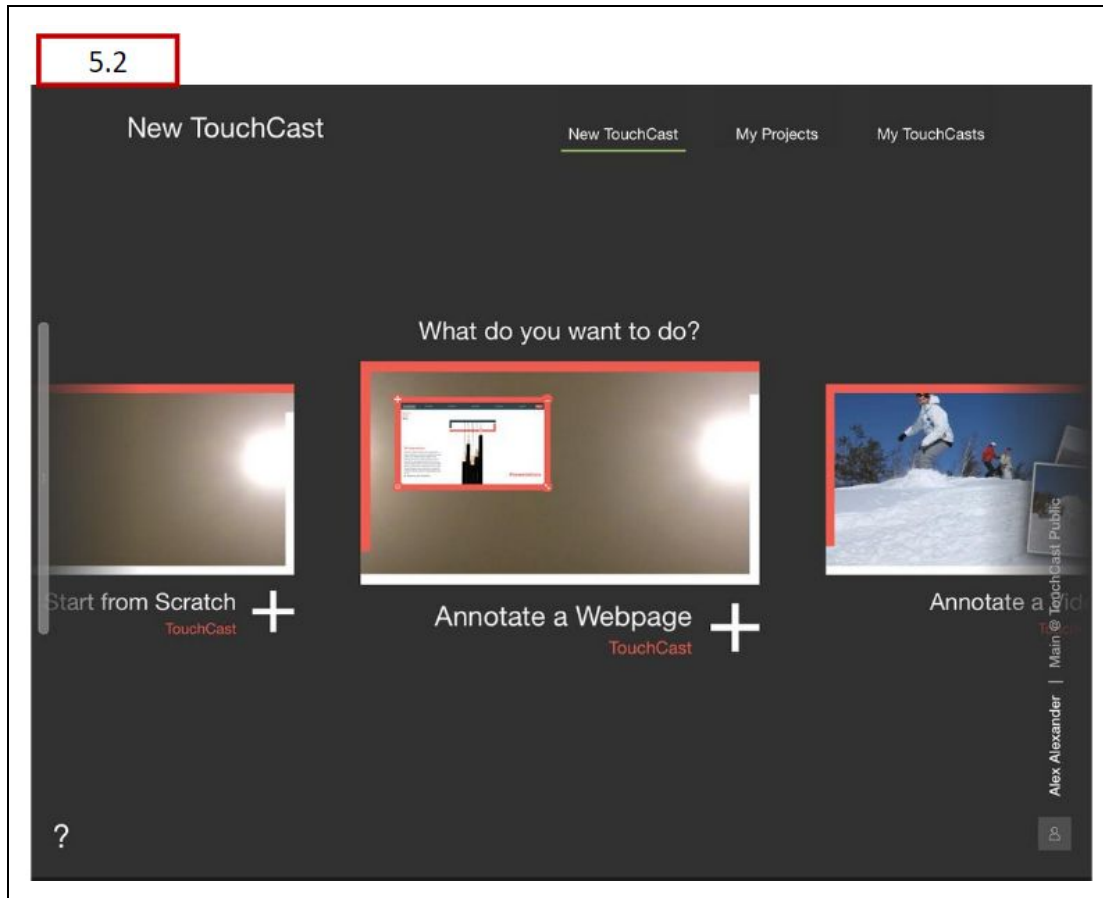 5.2
New TouchCast
New TouchCast My Projects My TouchCasts
What do you want to do?
Start from Scratch
TouchCast
Annotate a Webpage
TouchCast
Annotate a
Alex Alexander | Main @ TouchCast Public
?